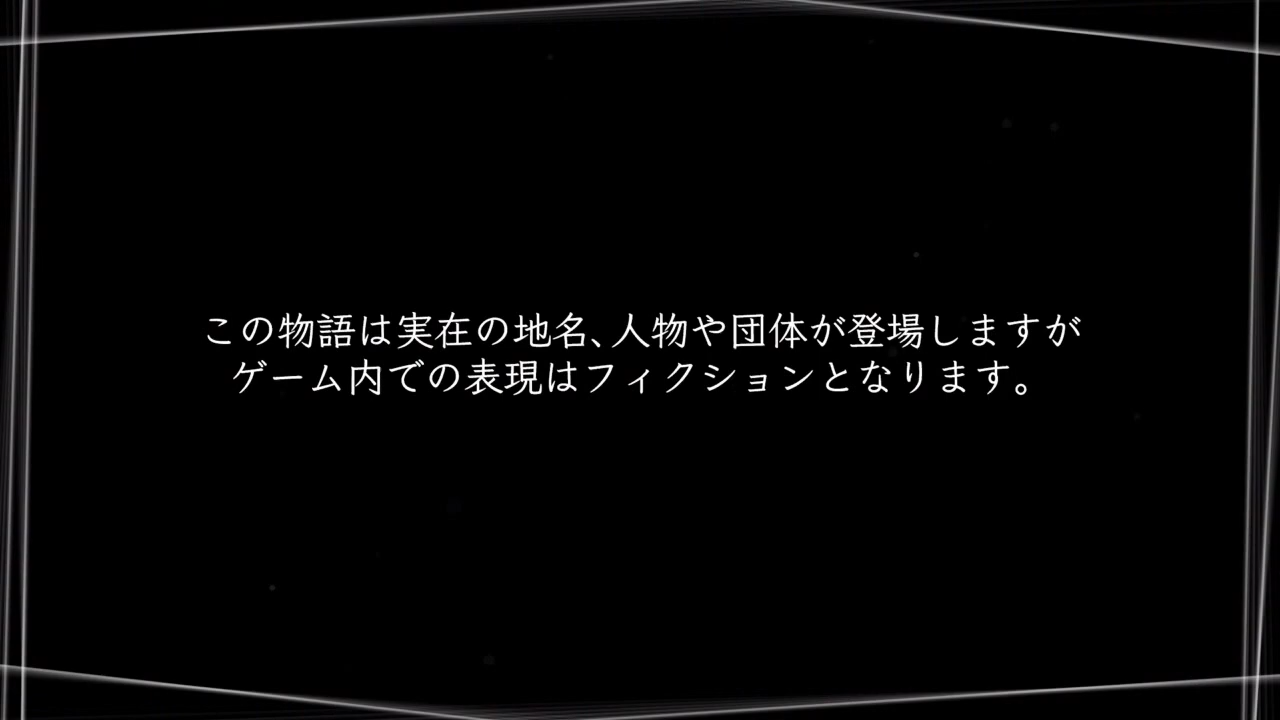 この物語は実在の地名、人物や団体が登場しますが
ゲーム内での表現はフィクションとなります。